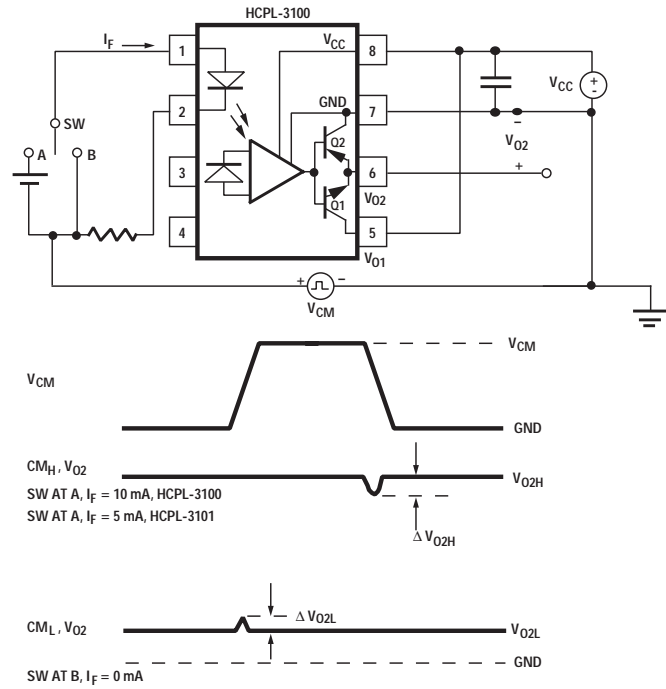 HCPL-3100
I_F
1
V_CC
8
2
GND
7
V_CC
+
-
SW
A
B
Q2
-
V_O2
3
6
+
V_O2
Q1
4
5
V_O1
+
-
V_CM
V_CM
V_CM
GND
CM_H, V_O2
V_O2H
SW AT A, I_F = 10 mA, HCPL-3100
SW AT A, I_F = 5 mA, HCPL-3101
Δ V_O2H
Δ V_O2L
CM_L, V_O2
V_O2L
GND
SW AT B, I_F = 0 mA